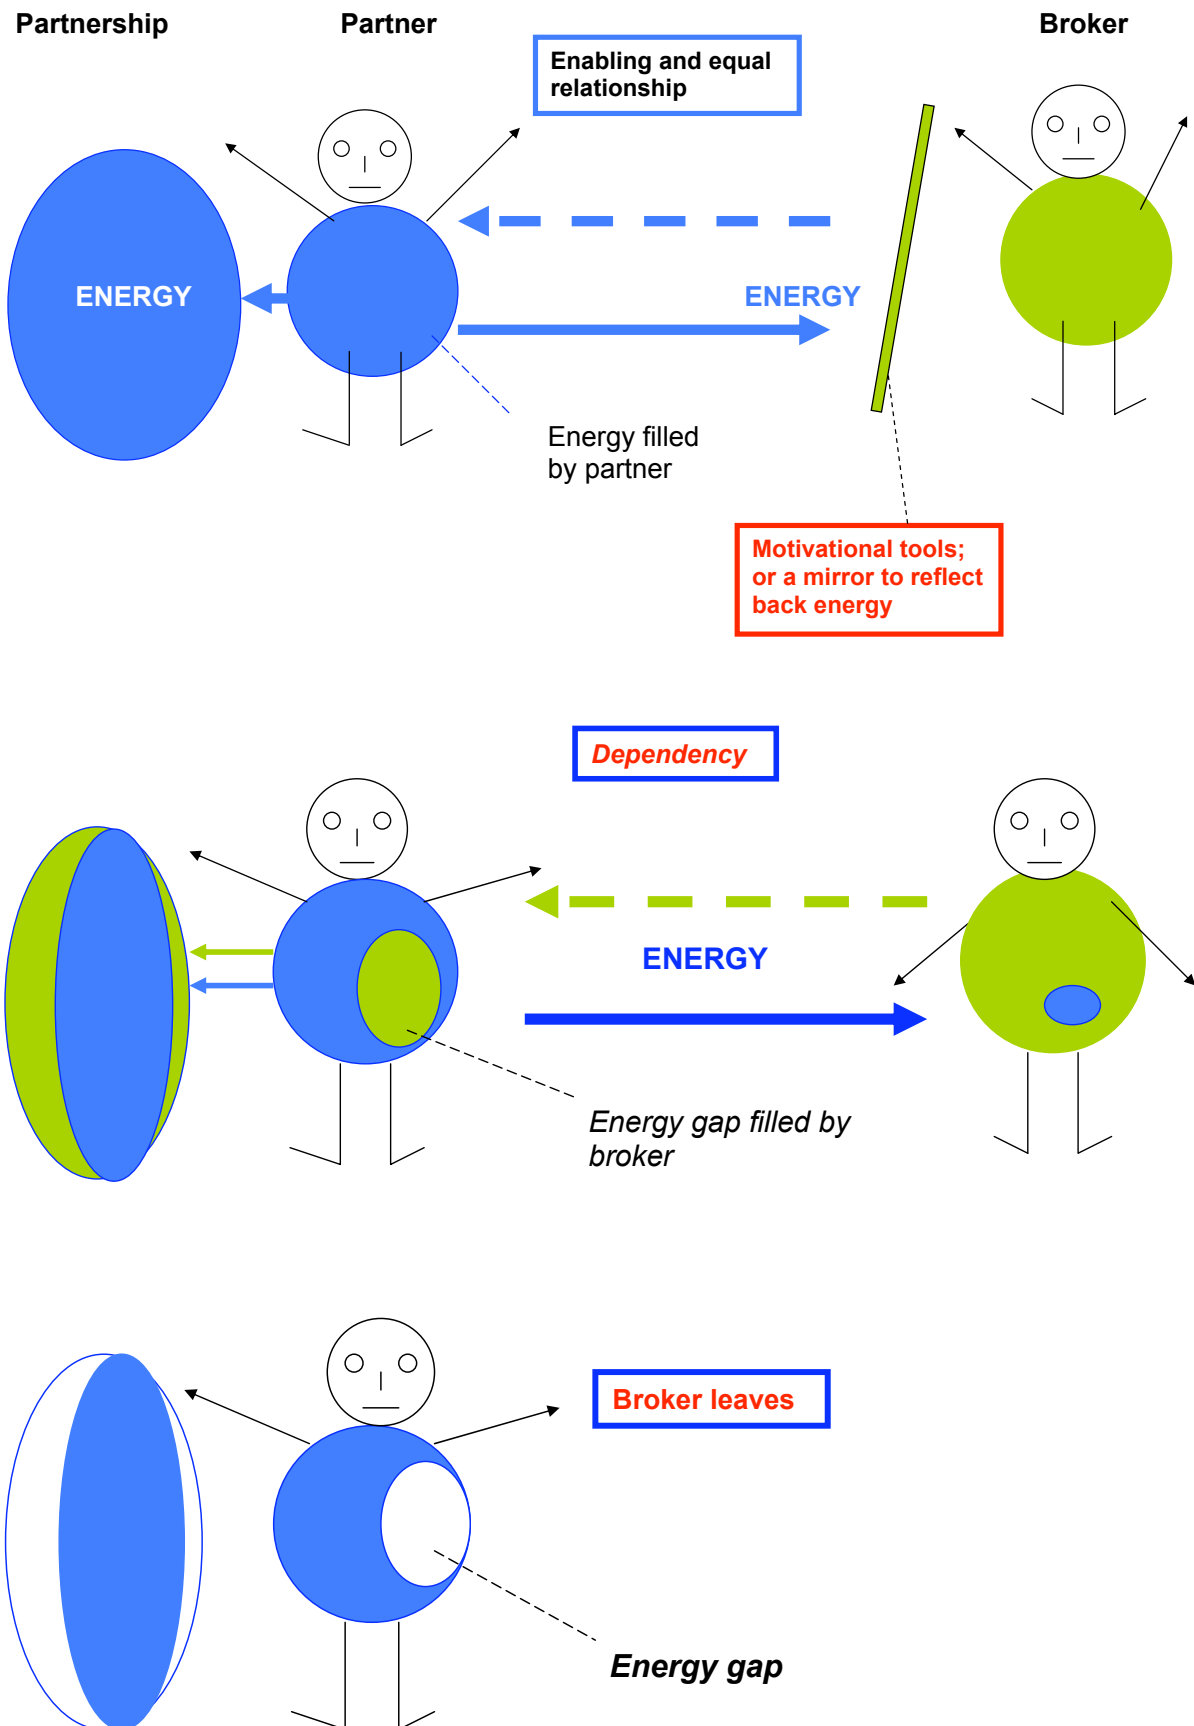 Partnership
Partner
Broker
Enabling and equal
relationship
ENERGY
ENERGY
Energy filled
by partner
Motivational tools;
or a mirror to reflect
back energy
Dependency
ENERGY
Energy gap filled by
broker
Broker leaves
Energy gap